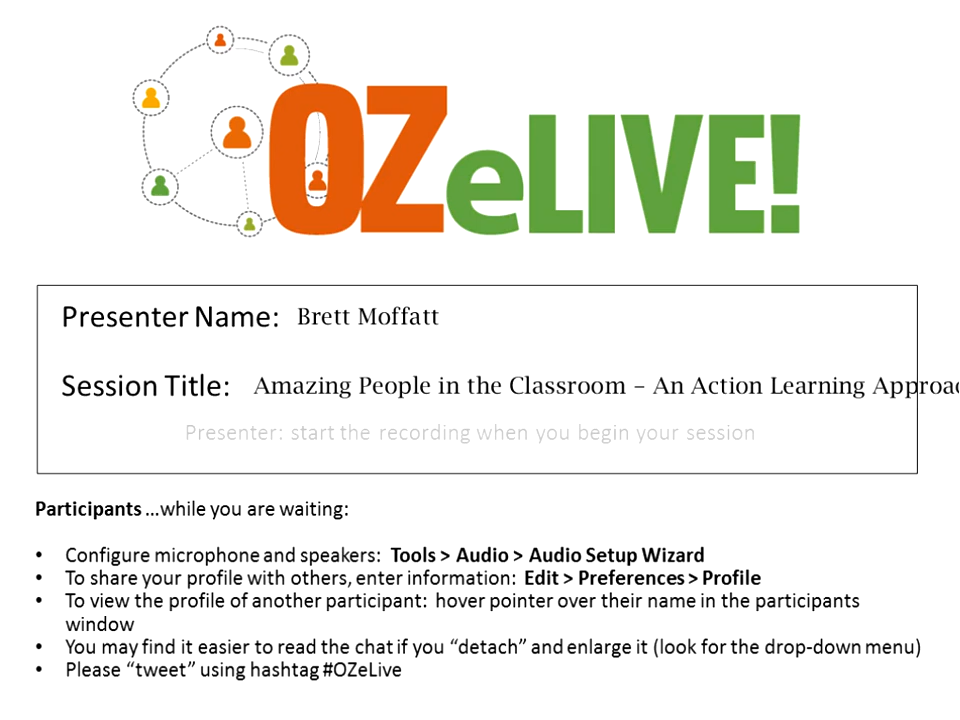 OZeLIVE!
Presenter Name: Brett Moffatt
Session Title: Amazing People in the Classroom – An Action Learning Approac
Presenter: start the recording when you begin your session
Participants ...while you are waiting:
• Configure microphone and speakers: Tools > Audio > Audio Setup Wizard
• To share your profile with others, enter information: Edit > Preferences > Profile
• To view the profile of another participant: hover pointer over their name in the participants
window
• You may find it easier to read the chat if you “detach” and enlarge it (look for the drop-down menu)
• Please “tweet” using hashtag #OZeLive